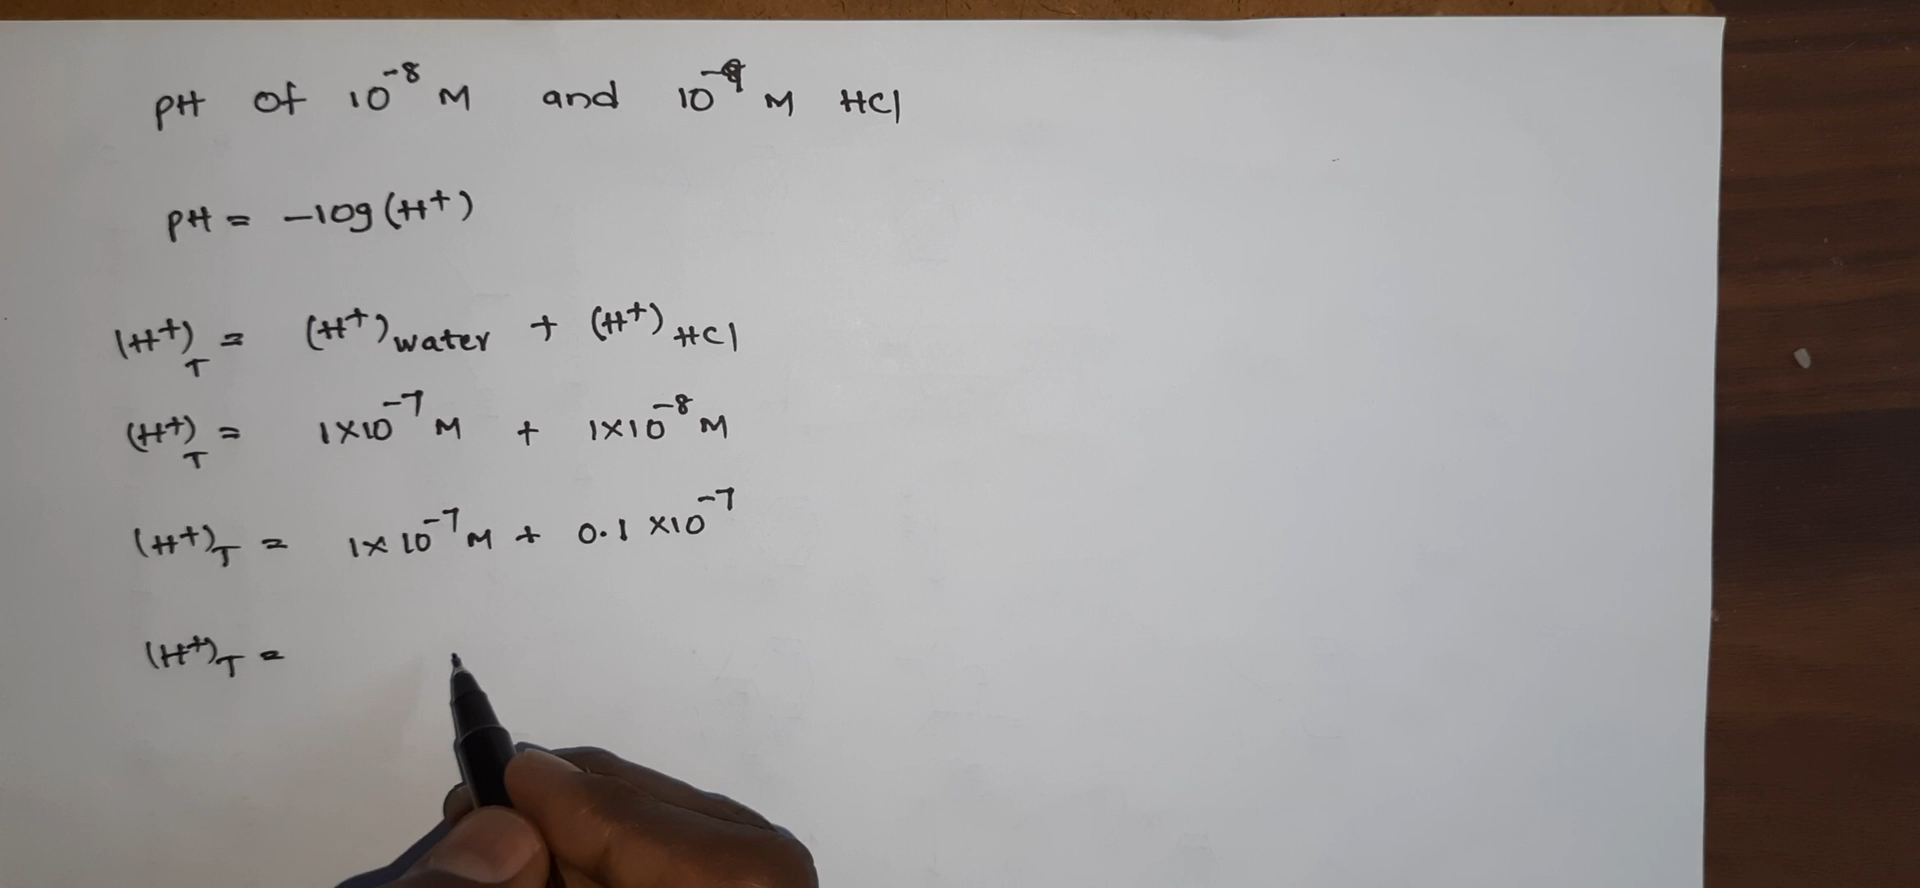 pH of 10⁻⁸ M and 10⁻⁹ M HCl
pH = -log(H+)
(H+)T = (H+)water + (H+)HCl
(H+)T = 1×10⁻⁷ M + 1×10⁻⁸ M
(H+)T = 1×10⁻⁷ M + 0.1 ×10⁻⁷
(H+)T =